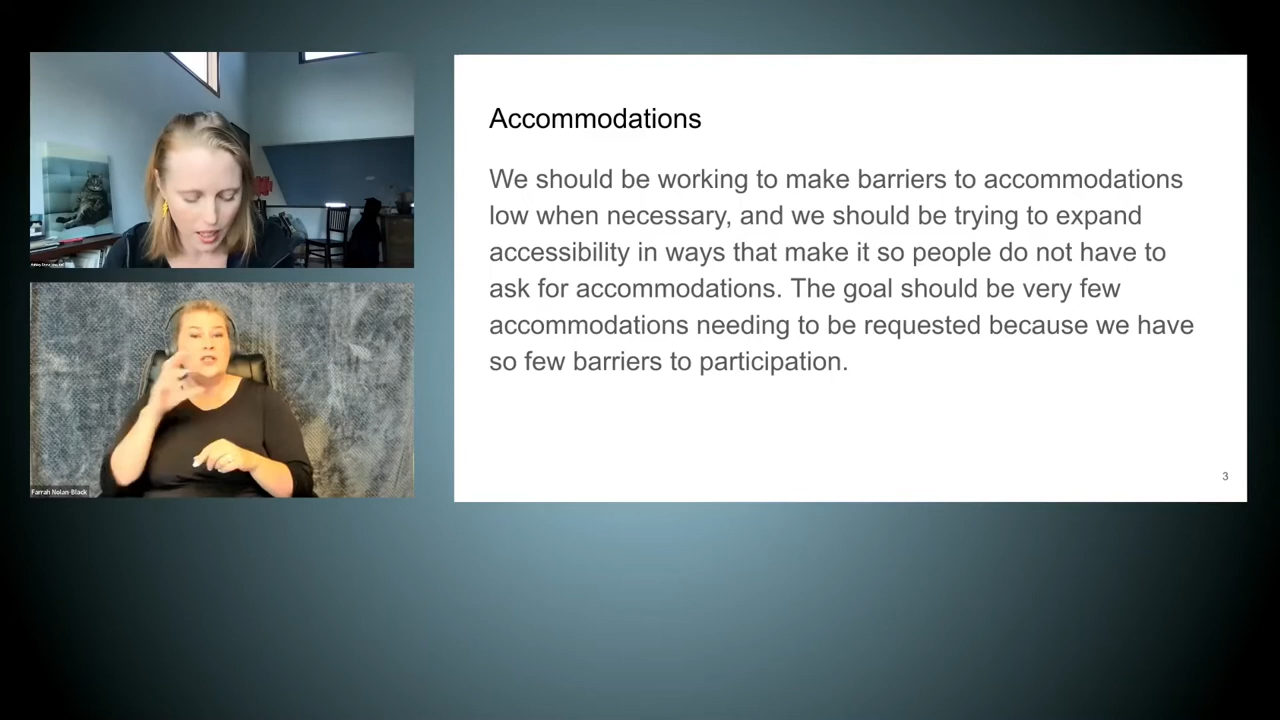 Accommodations
We should be working to make barriers to accommodations
low when necessary, and we should be trying to expand
accessibility in ways that make it so people do not have to
ask for accommodations. The goal should be very few
accommodations needing to be requested because we have
so few barriers to participation.
3
Farrah Nolan-Black